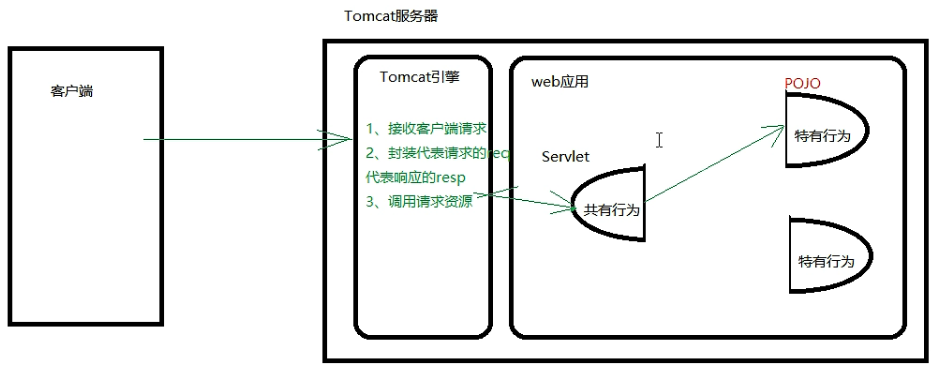 Tomcat服务器
客户端
Tomcat引擎
1、接收客户端请求
2、封装代表请求的req
代表响应的resp
3、调用请求资源
web应用
Servlet
共有行为
POJO
特有行为
特有行为